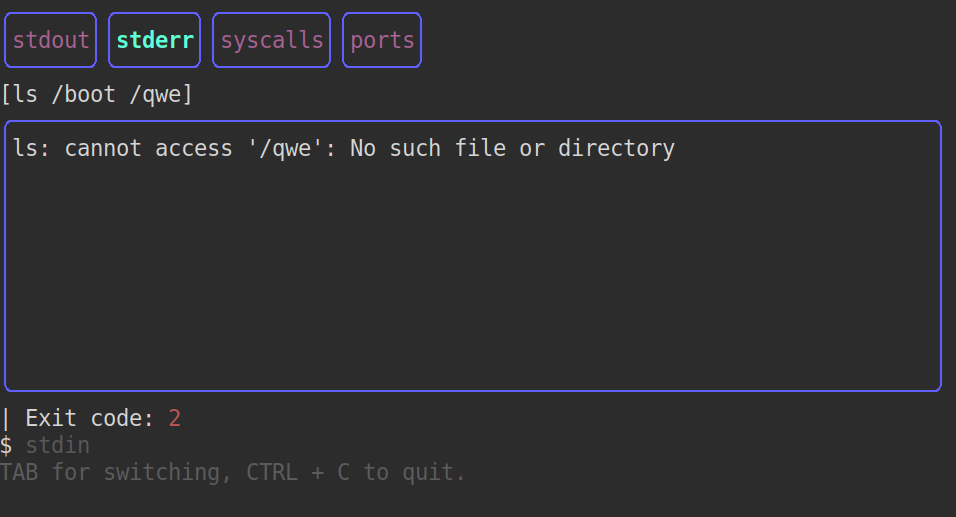 stdout stderr syscalls ports
[ls /boot /qwe]
ls: cannot access '/qwe': No such file or directory
| Exit code: 2
$ stdin
TAB for switching, CTRL + C to quit.